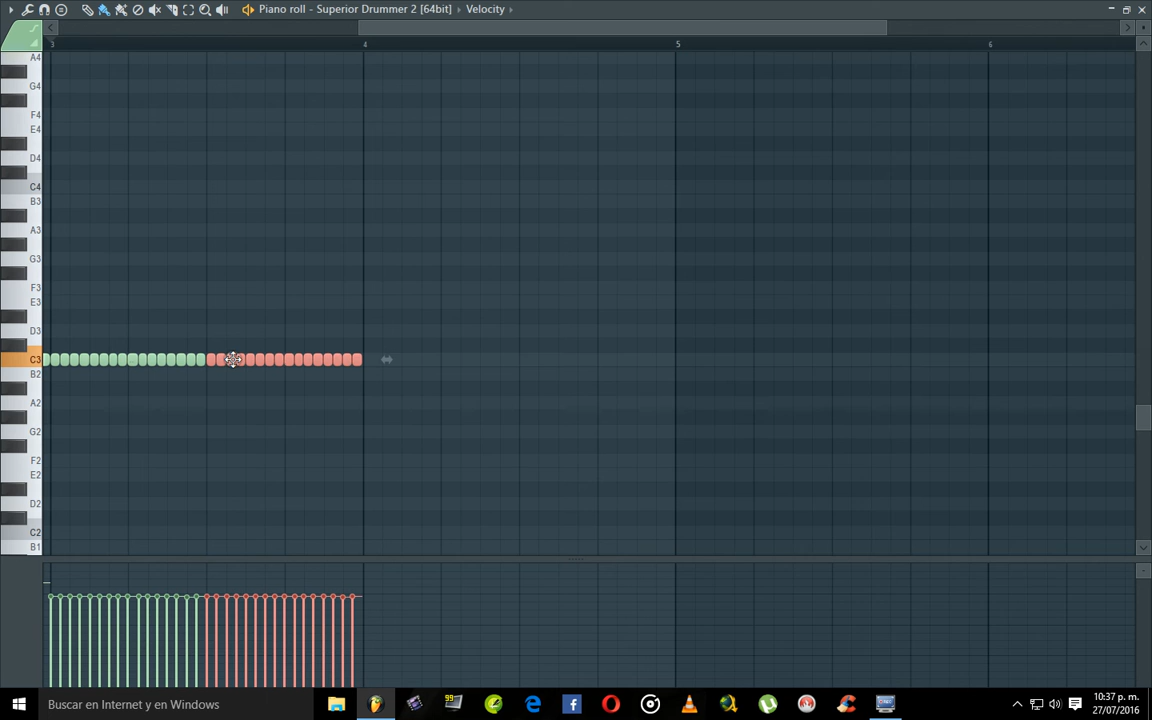 Piano roll - Superior Drummer 2 [64bit] Velocity
3 4 5 6
A4
G4
F4
E4
D4
C4
B3
A3
G3
F3
E3
D3
C3
B2
A2
G2
F2
E2
D2
C2
B1
Buscar en Internet y en Windows
99
10:37 p. m.
27/07/2016